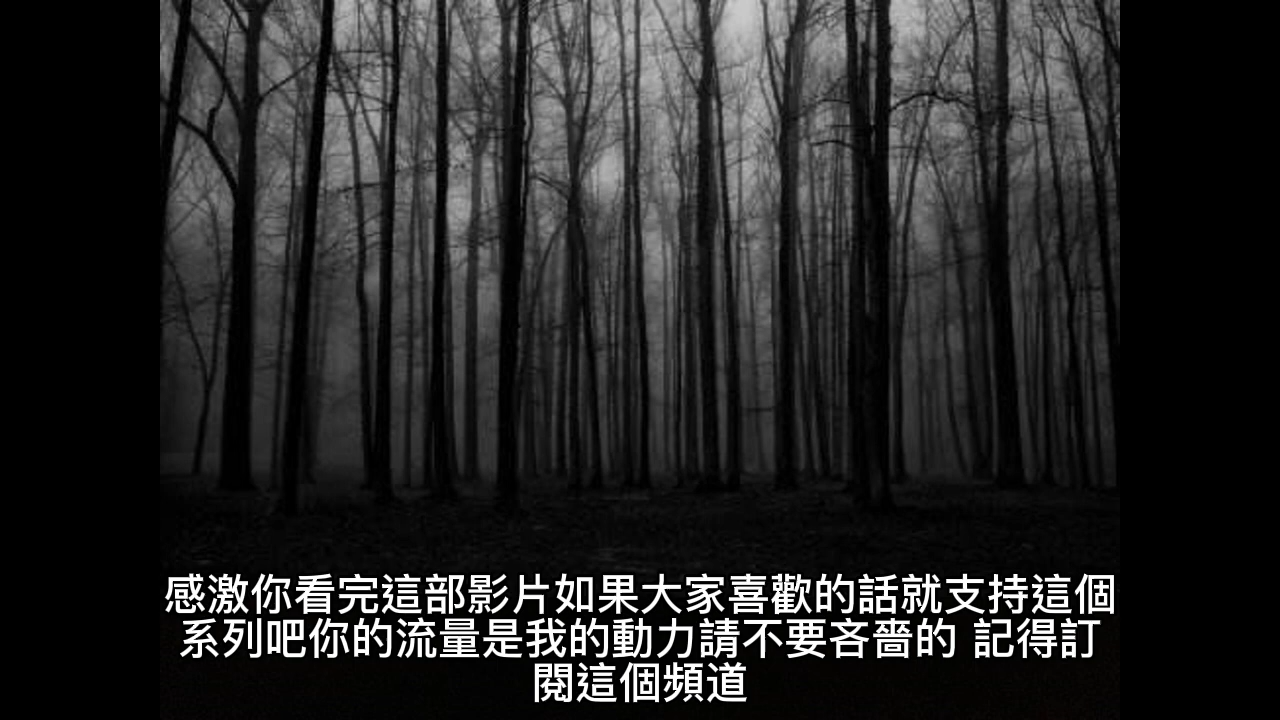 感激你看完這部影片如果大家喜歡的話就支持這個
系列吧你的流量是我的動力請不要吝嗇的 記得訂
閱這個頻道